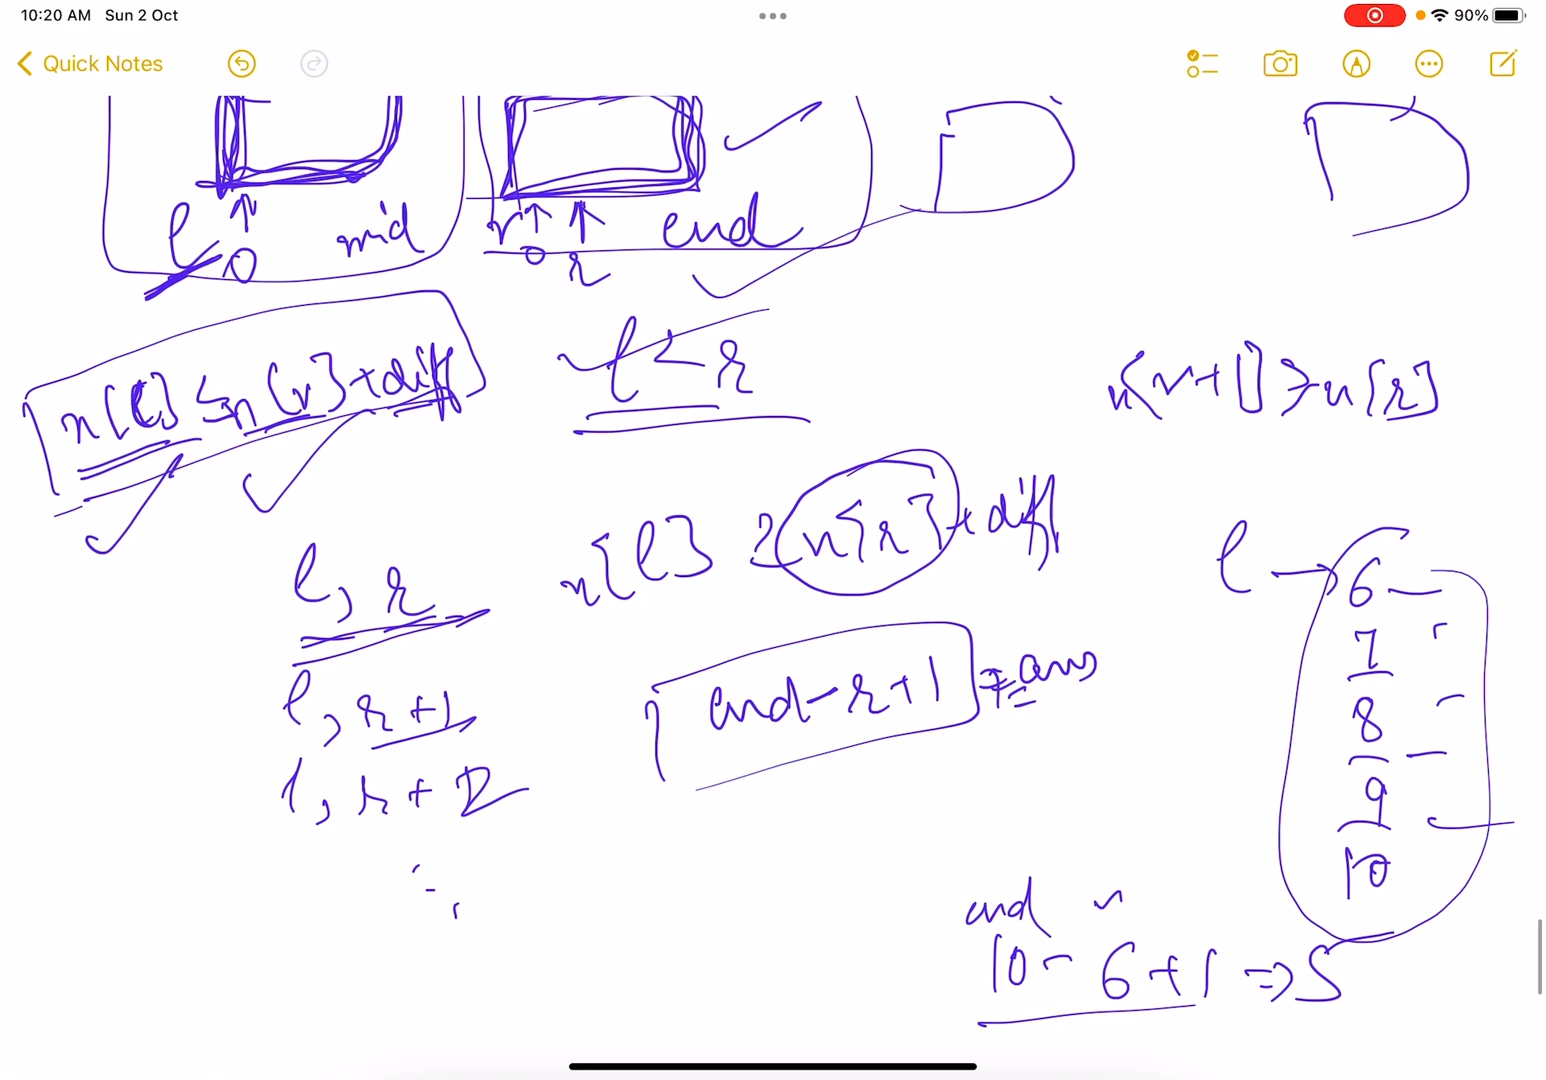 10:20 AM Sun 2 Oct
90%
Quick Notes
l mid r end
0 0 r
n[l] ≤ n[r] + diff
l < r
n[r+1] ≥ n[r]
l, r
n[l] ≤ n[r] + diff
l → 6
7
8
9
10
l, r+1
end - r + 1 += ans
l, r + 2
end r
10 - 6 + 1 => 5